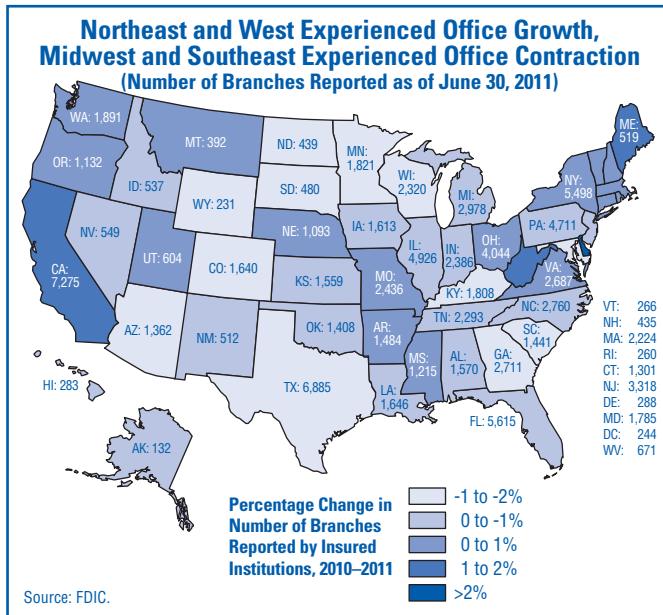 Northeast and West Experienced Office Growth,
Midwest and Southeast Experienced Office Contraction
(Number of Branches Reported as of June 30, 2011)
WA: 1,891
OR: 1,132
CA:
7,275
ID: 537
NV: 549
MT: 392
WY: 231
UT: 604
AZ: 1,362
CO: 1,640
NM: 512
ND: 439
SD: 480
NE: 1,093
KS: 1,559
OK: 1,408
TX: 6,885
MN:
1,821
IA: 1,613
MO:
2,436
AR:
1,484
LA:
1,646
WI:
2,320
IL:
4,926
MI:
2,978
IN:
2,386
OH:
4,044
KY: 1,808
TN: 2,293
MS:
1,215
AL:
1,570
GA:
2,711
FL: 5,615
SC:
1,441
NC: 2,760
VA:
2,687
PA: 4,711
NY:
5,498
ME:
519
HI: 283
AK: 132
VT: 266
NH: 435
MA: 2,224
RI: 260
CT: 1,301
NJ: 3,318
DE: 288
MD: 1,785
DC: 244
WV: 671
Percentage Change in
Number of Branches
Reported by Insured
Institutions, 2010–2011
-1 to -2%
0 to -1%
0 to 1%
1 to 2%
>2%
Source: FDIC.